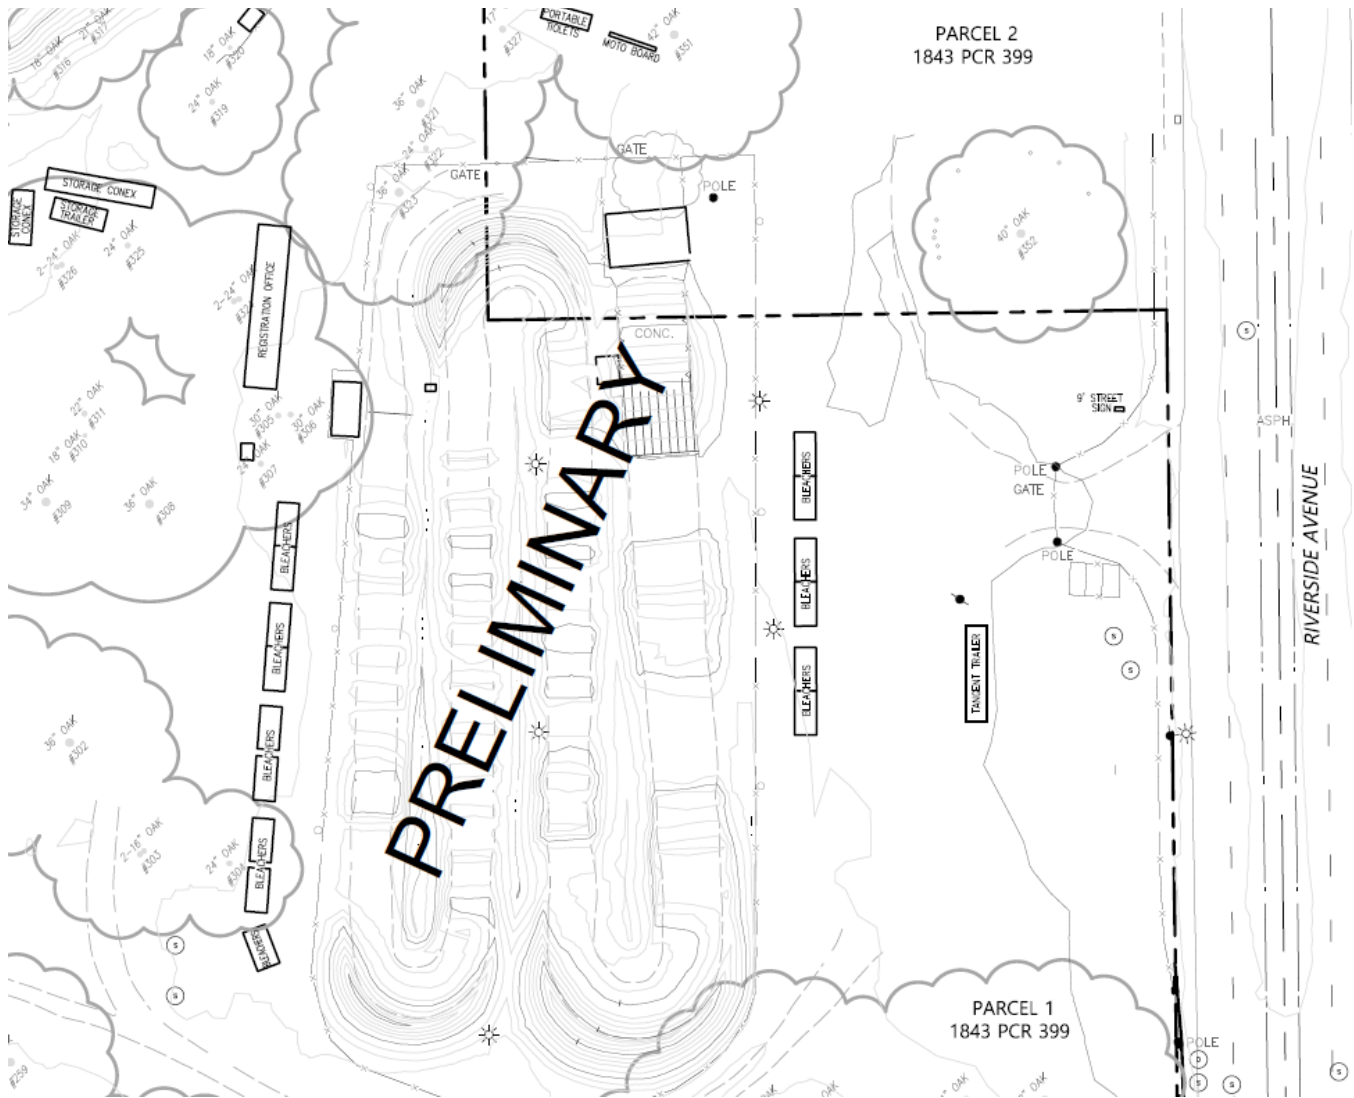 PORTABLE
TIOLETS
MOTO BOARD
42" OAK
#351
#327
PARCEL 2
1843 PCR 399
#317
18" OAK
#316
18" OAK
#320
24" OAK
#319
36" OAK
#321
#322
36" OAK
#323
GATE
GATE
POLE
STORAGE CONEX
STORAGE
TRAILER
STORAGE
CONEX
2-24" OAK
#326
24" OAK
#325
2-24" OAK
REGISTRATION OFFICE
40" OAK
#352
CONC.
S
9' STREET
SIGN
ASPH
22" OAK
#311
18" OAK
#310
30" OAK
#305
30" OAK
#306
24" OAK
#307
34" OAK
#309
36" OAK
#308
POLE
GATE
POLE
RIVERSIDE AVENUE
BLEACHERS
BLEACHERS
BLEACHERS
BLEACHERS
BLEACHERS
BLEACHERS
BLEACHERS
BLEACHERS
TANGENT TRAILER
S
S
PRELIMINARY
36" OAK
#302
2-16" OAK
#303
24" OAK
#304
S
S
PARCEL 1
1843 PCR 399
POLE
D
S
S
S
#259
OAK
OAK